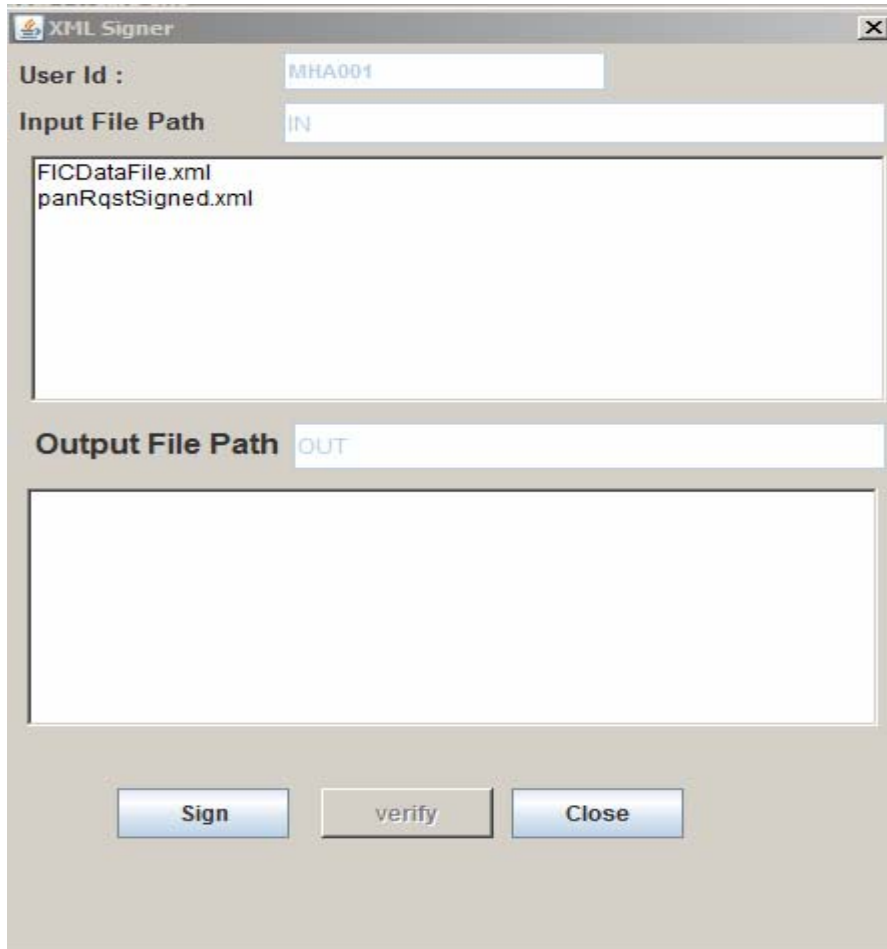 XML Signer
User Id :
MHA001
Input File Path
IN
FICDataFile.xml
panRqstSigned.xml
Output File Path
OUT
Sign
verify
Close